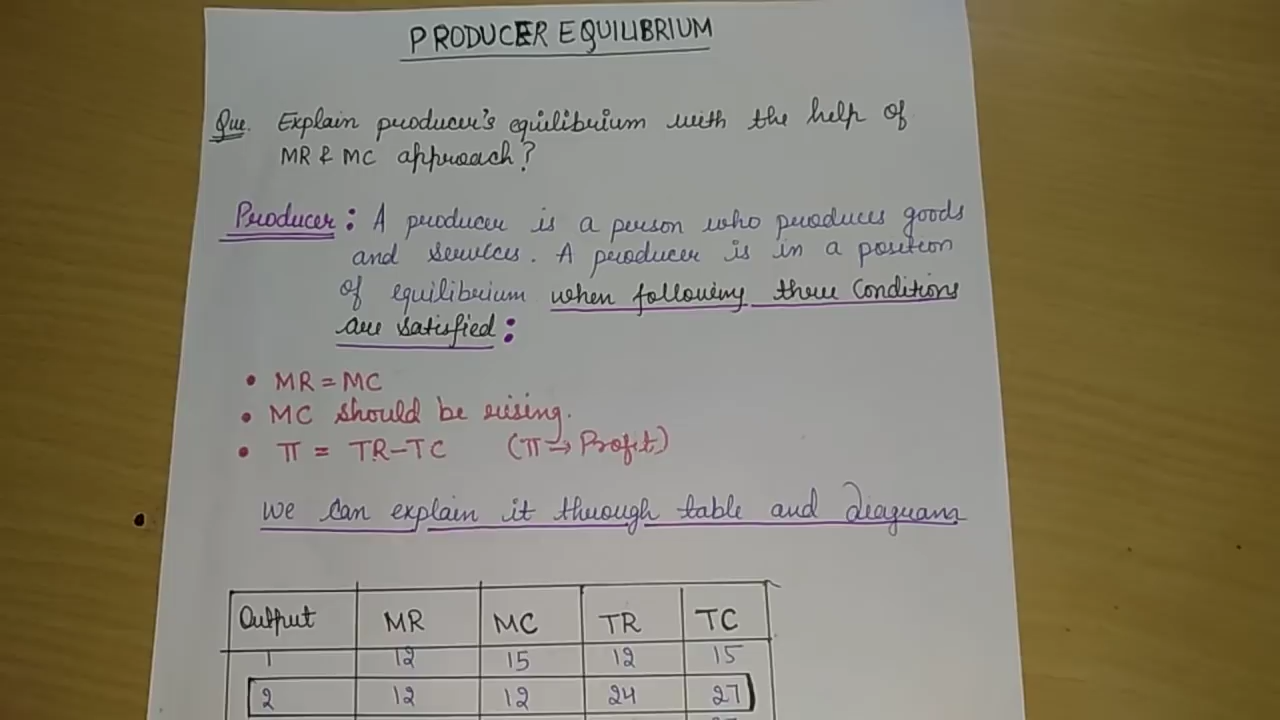 PRODUCER EQUILIBRIUM
Que. Explain producer's equilibrium with the help of
MR & MC approach?
Producer: A producer is a person who produces goods
and services. A producer is in a position
of equilibrium when following three conditions
are satisfied:
• MR = MC
• MC should be rising.
• π = TR-TC (π → Profit)
we can explain it through table and diagram
Output MR MC TR TC
1 12 15 12 15
2 12 12 24 27